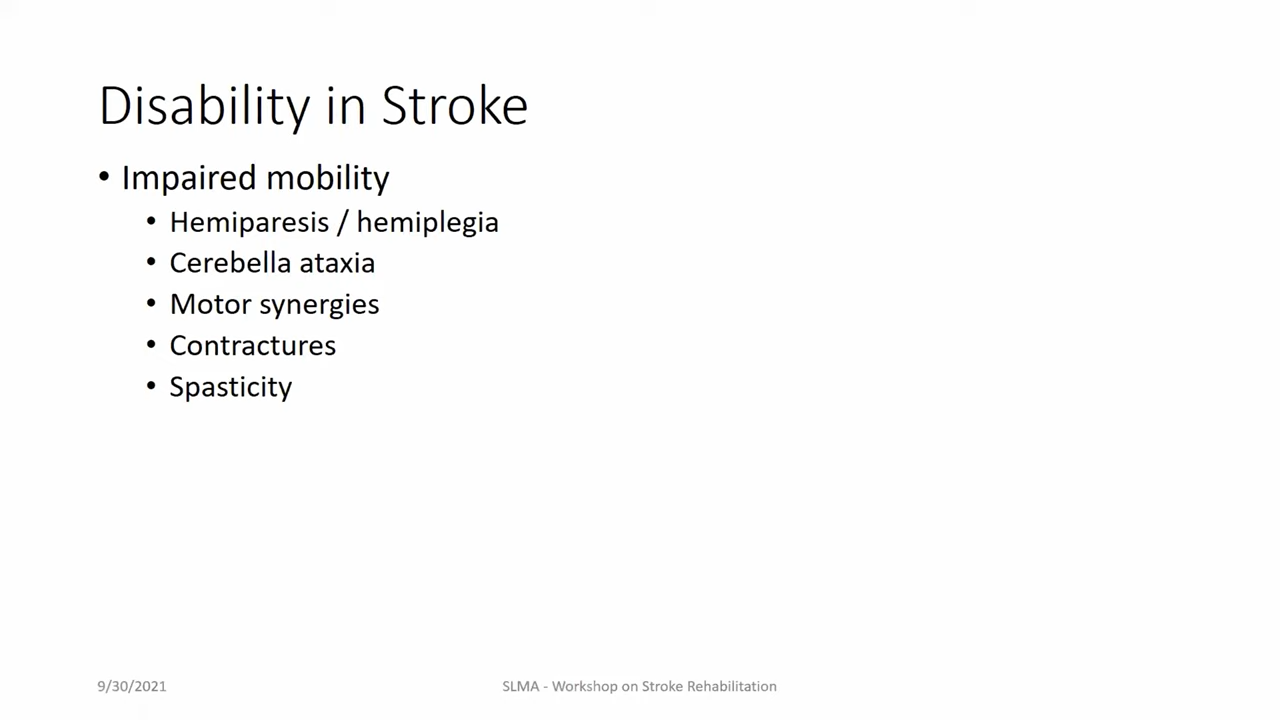 Disability in Stroke
• Impaired mobility
• Hemiparesis / hemiplegia
• Cerebella ataxia
• Motor synergies
• Contractures
• Spasticity
9/30/2021
SLMA - Workshop on Stroke Rehabilitation